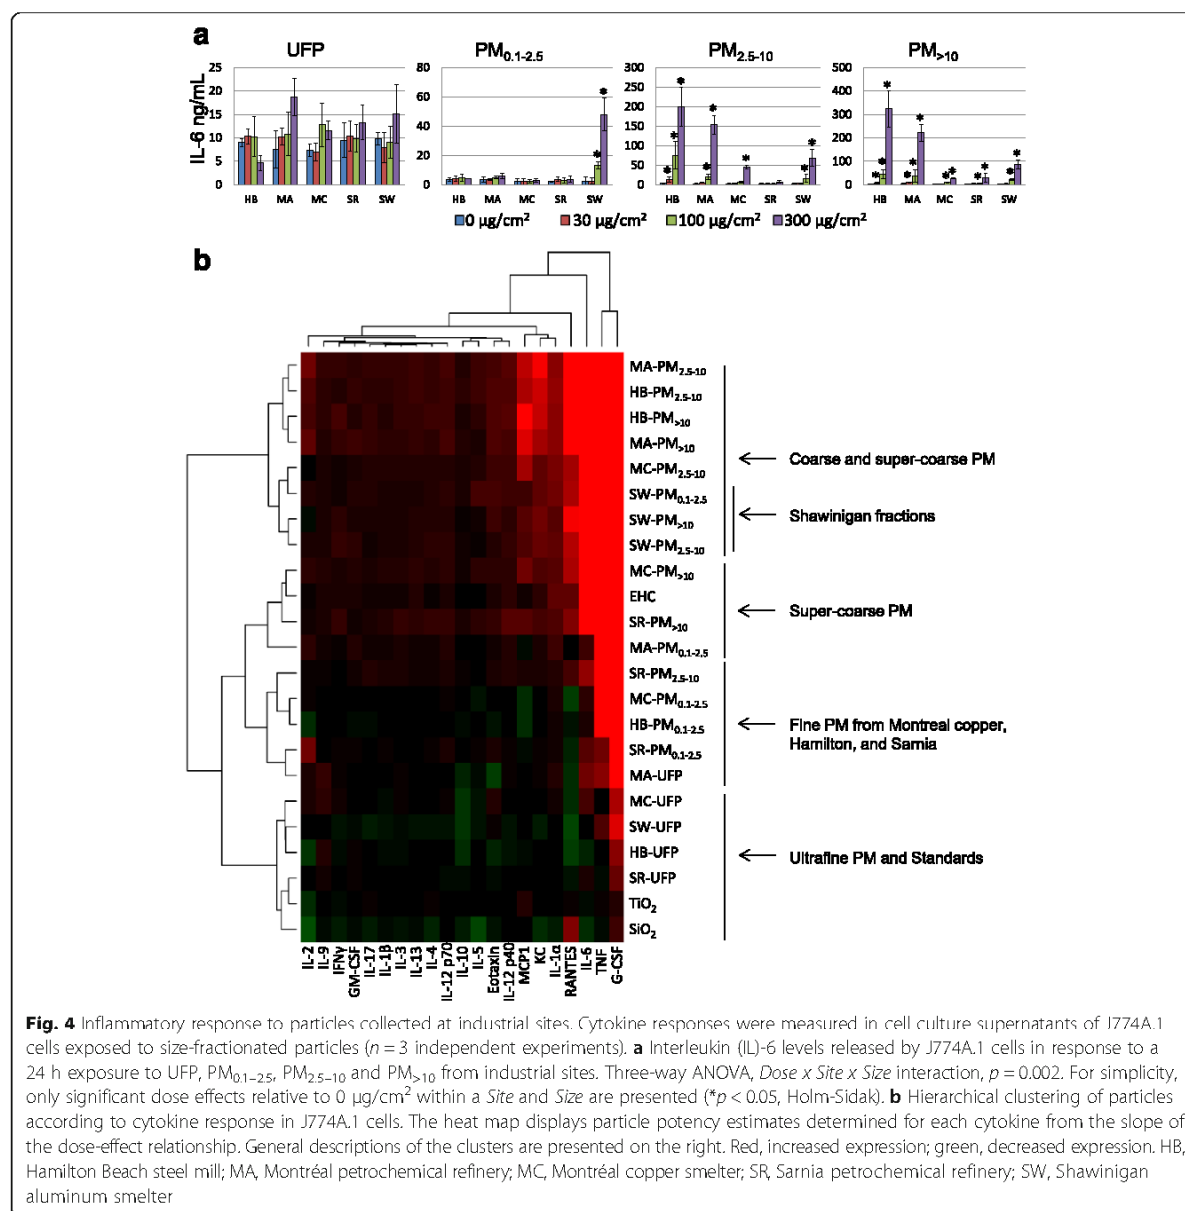 a
UFP
PM0.1-2.5
PM2.5-10
PM>10
IL-6 ng/mL
25
20
15
10
5
0
HB MA MC SR SW
80
60
40
20
0
HB MA MC SR SW
300
250
200
150
100
50
0
HB MA MC SR SW
500
400
300
200
100
0
HB MA MC SR SW
* * *
* * * * * * * *
* * * * * * * * * * * *
0 µg/cm² 30 µg/cm² 100 µg/cm² 300 µg/cm²
b
MA-PM2.5-10
HB-PM2.5-10
HB-PM>10
MA-PM>10
MC-PM2.5-10
SW-PM0.1-2.5
SW-PM>10
SW-PM2.5-10
MC-PM>10
EHC
SR-PM>10
MA-PM0.1-2.5
SR-PM2.5-10
MC-PM0.1-2.5
HB-PM0.1-2.5
SR-PM0.1-2.5
MA-UFP
MC-UFP
SW-UFP
HB-UFP
SR-UFP
TiO2
SiO2
Coarse and super-coarse PM
Shawinigan fractions
Super-coarse PM
Fine PM from Montreal copper,
Hamilton, and Sarnia
Ultrafine PM and Standards
IL-2
IL-9
IFNγ
GM-CSF
IL-17
IL-1β
IL-3
IL-13
IL-4
IL-12 p70
IL-10
IL-5
Eotaxin
IL-12 p40
MCP1
KC
IL-1α
RANTES
IL-6
TNF
G-CSF
Fig. 4 Inflammatory response to particles collected at industrial sites. Cytokine responses were measured in cell culture supernatants of J774A.1
cells exposed to size-fractionated particles (n = 3 independent experiments). a Interleukin (IL)-6 levels released by J774A.1 cells in response to a
24 h exposure to UFP, PM0.1–2.5, PM2.5–10 and PM>10 from industrial sites. Three-way ANOVA, Dose x Site x Size interaction, p = 0.002. For simplicity,
only significant dose effects relative to 0 µg/cm² within a Site and Size are presented (*p < 0.05, Holm-Sidak). b Hierarchical clustering of particles
according to cytokine response in J774A.1 cells. The heat map displays particle potency estimates determined for each cytokine from the slope of
the dose-effect relationship. General descriptions of the clusters are presented on the right. Red, increased expression; green, decreased expression. HB,
Hamilton Beach steel mill; MA, Montréal petrochemical refinery; MC, Montréal copper smelter; SR, Sarnia petrochemical refinery; SW, Shawinigan
aluminum smelter